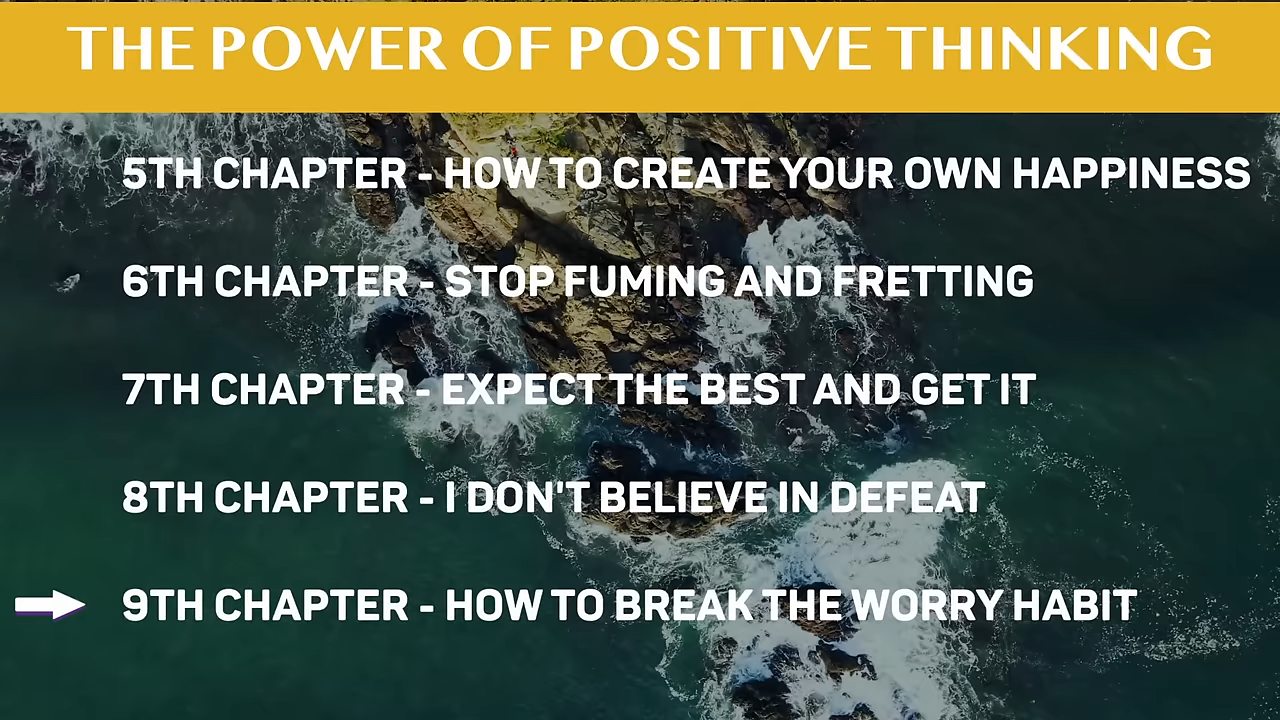 THE POWER OF POSITIVE THINKING
5TH CHAPTER - HOW TO CREATE YOUR OWN HAPPINESS
6TH CHAPTER - STOP FUMING AND FRETTING
7TH CHAPTER - EXPECT THE BEST AND GET IT
8TH CHAPTER - I DON'T BELIEVE IN DEFEAT
9TH CHAPTER - HOW TO BREAK THE WORRY HABIT